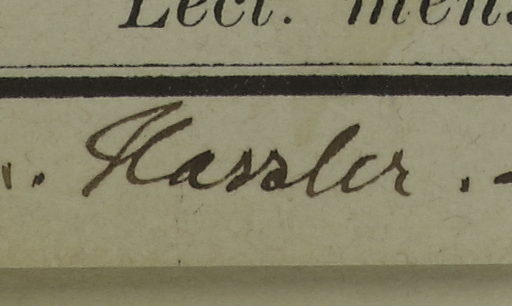 Lect. mens.
Hassler. -